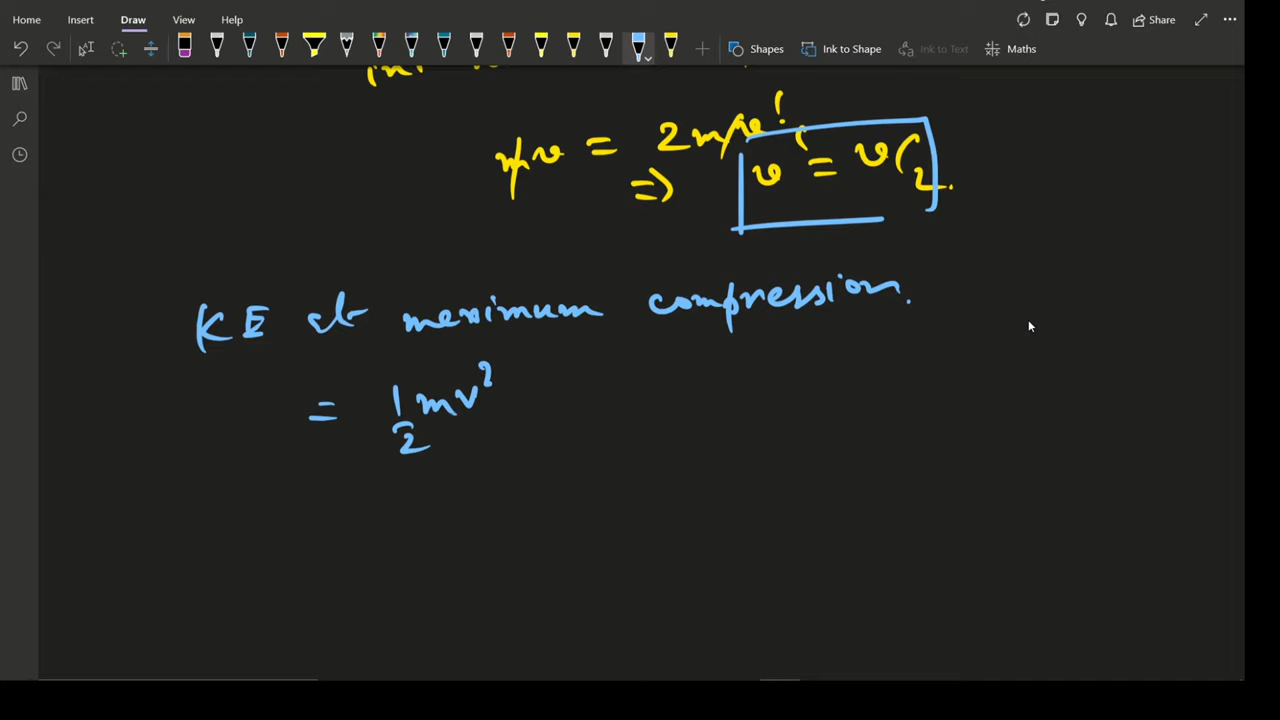 Home Insert Draw View Help Share
Shapes Ink to Shape Ink to Text Maths
mv = 2mv'
=> v' = v/2.
KE at maximum compression.
= 1/2 mv²